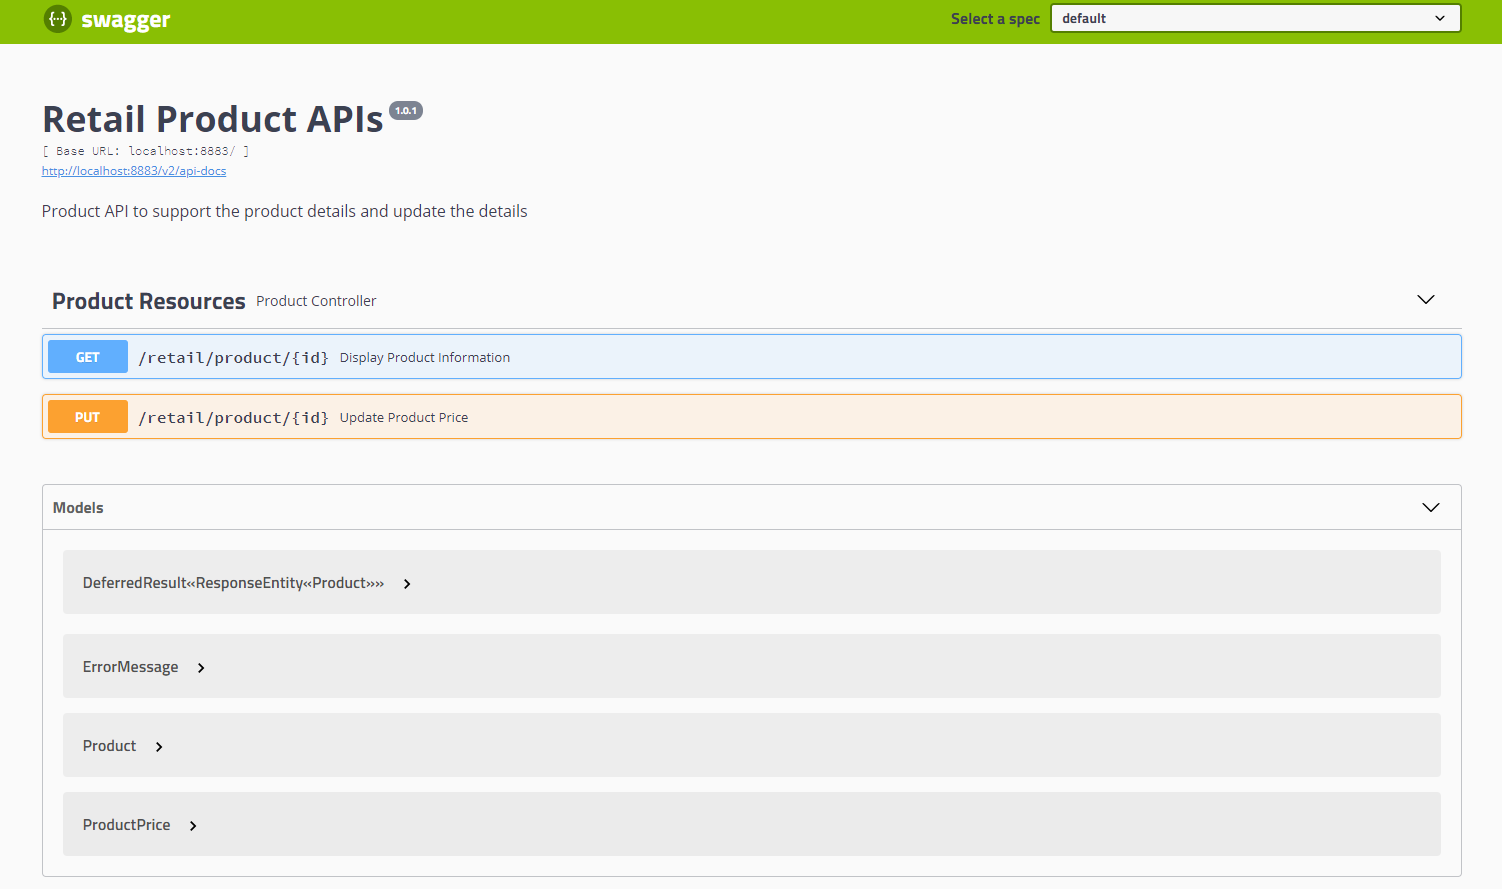 {··} swagger Select a spec default
Retail Product APIs 1.0.1
[ Base URL: localhost:8883/ ]
http://localhost:8883/v2/api-docs
Product API to support the product details and update the details
Product Resources Product Controller
GET /retail/product/{id} Display Product Information
PUT /retail/product/{id} Update Product Price
Models
DeferredResult«ResponseEntity«Product»»
ErrorMessage
Product
ProductPrice